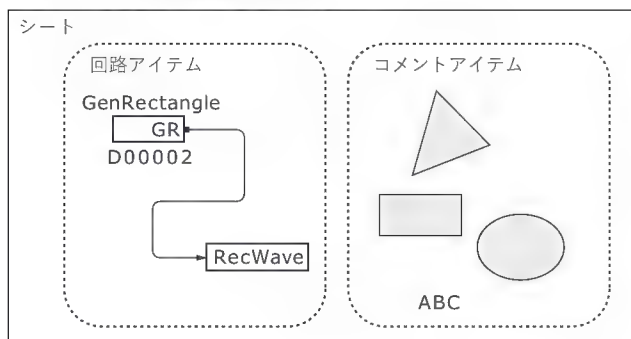 シート
回路アイテム
GenRectangle
GR
D00002
RecWave
コメントアイテム
ABC